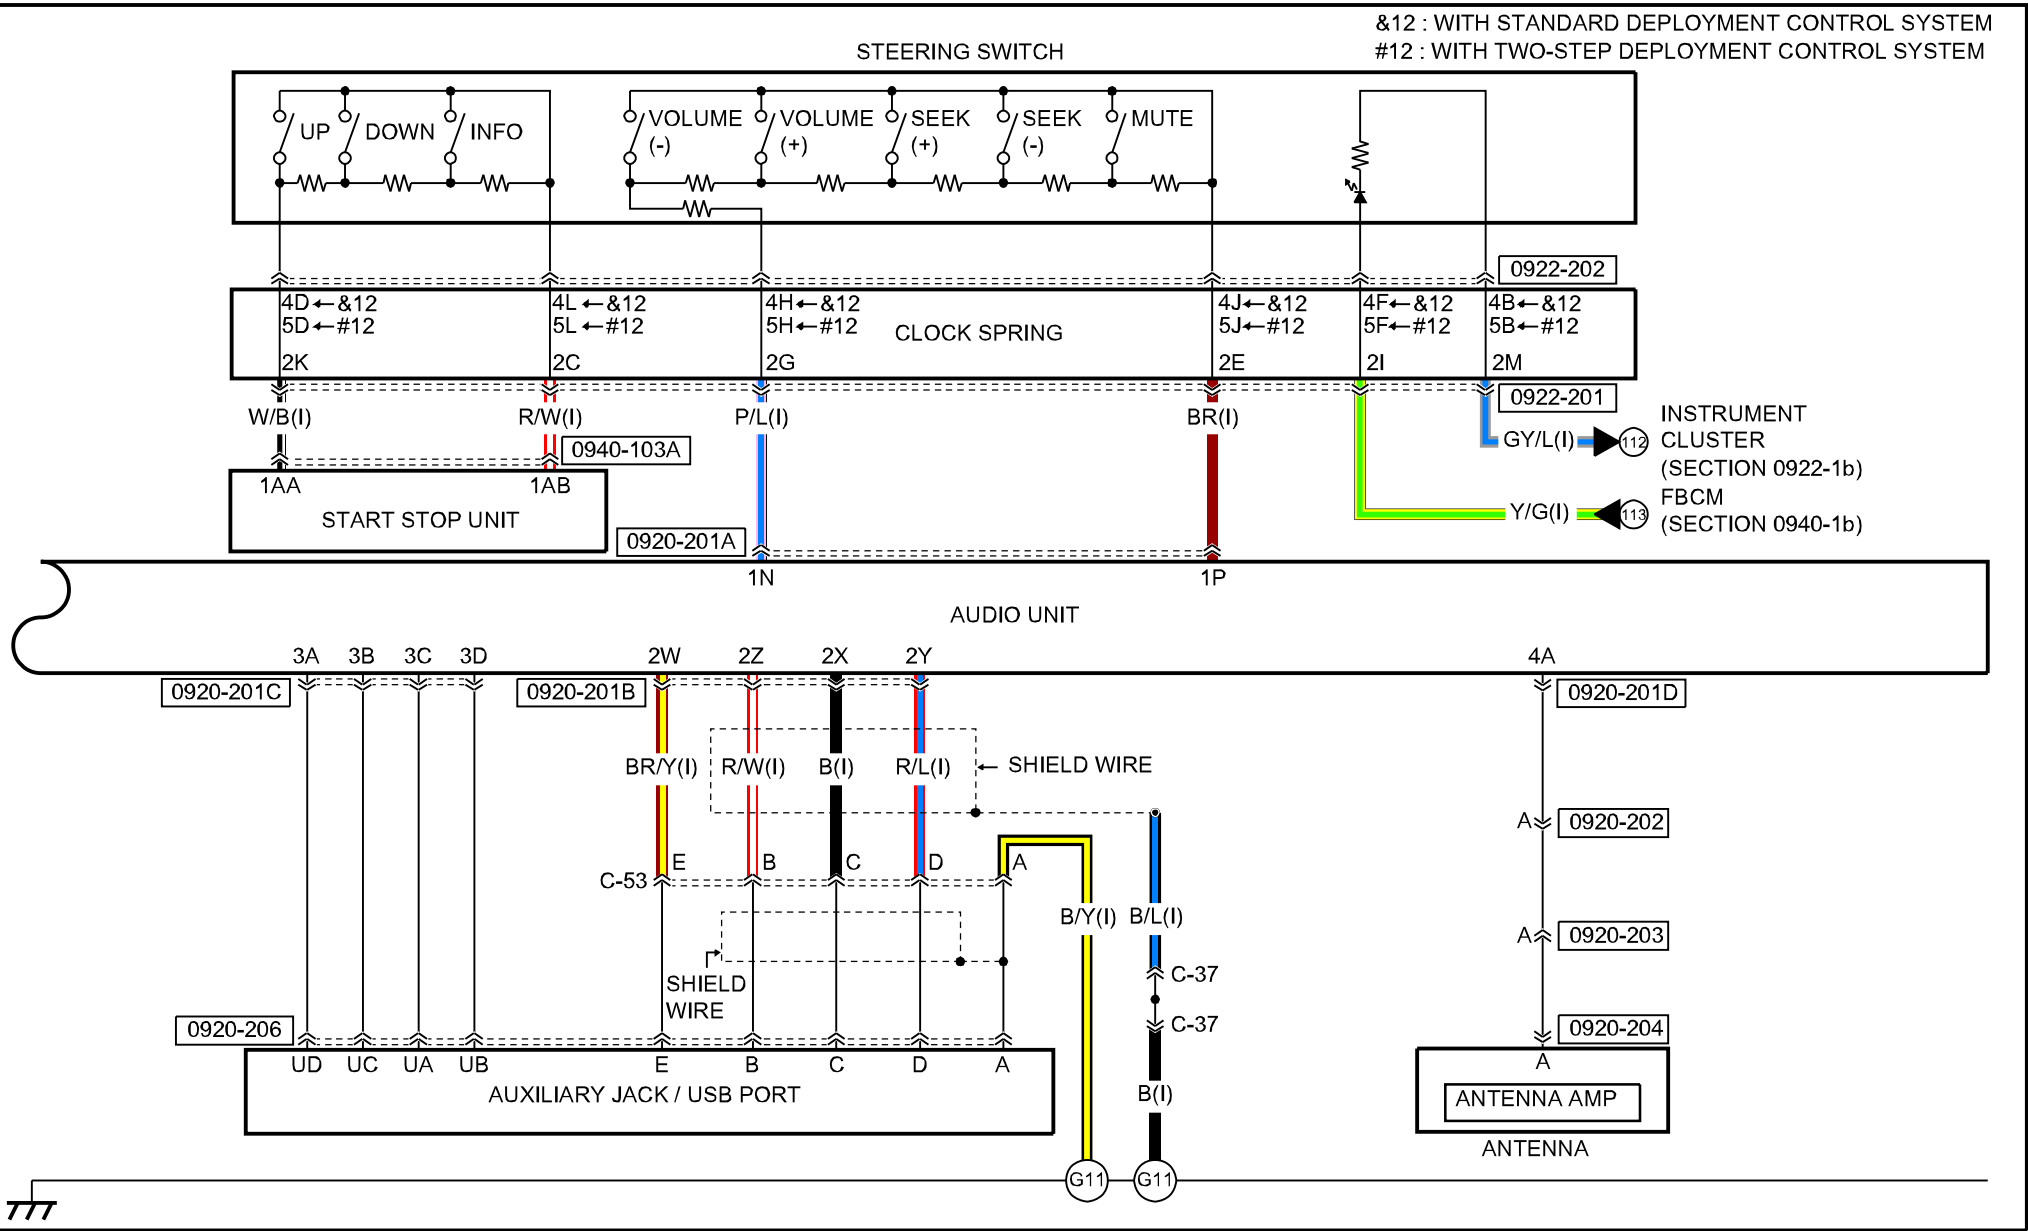 &12 : WITH STANDARD DEPLOYMENT CONTROL SYSTEM
#12 : WITH TWO-STEP DEPLOYMENT CONTROL SYSTEM
STEERING SWITCH
UP DOWN INFO
VOLUME (-)
VOLUME (+)
SEEK (+)
SEEK (-)
MUTE
0922-202
4D ← &12
5D ← #12
4L ← &12
5L ← #12
4H ← &12
5H ← #12
4J ← &12
5J ← #12
4F ← &12
5F ← #12
4B ← &12
5B ← #12
CLOCK SPRING
2K 2C 2G 2E 2I 2M
0922-201
W/B(I) R/W(I) P/L(I) BR(I)
GY/L(I) 112
INSTRUMENT
CLUSTER
(SECTION 0922-1b)
Y/G(I) 113
FBCM
(SECTION 0940-1b)
0940-103A
1AA 1AB
START STOP UNIT
0920-201A
1N 1P
AUDIO UNIT
3A 3B 3C 3D 2W 2Z 2X 2Y 4A
0920-201C
0920-201B
0920-201D
BR/Y(I) R/W(I) B(I) R/L(I)
SHIELD WIRE
E B C D A
C-53
B/Y(I) B/L(I)
A 0920-202
A 0920-203
C-37
C-37
SHIELD
WIRE
0920-206
0920-204
UD UC UA UB E B C D A
A
AUXILIARY JACK / USB PORT
B(I)
ANTENNA AMP
ANTENNA
G11 G11